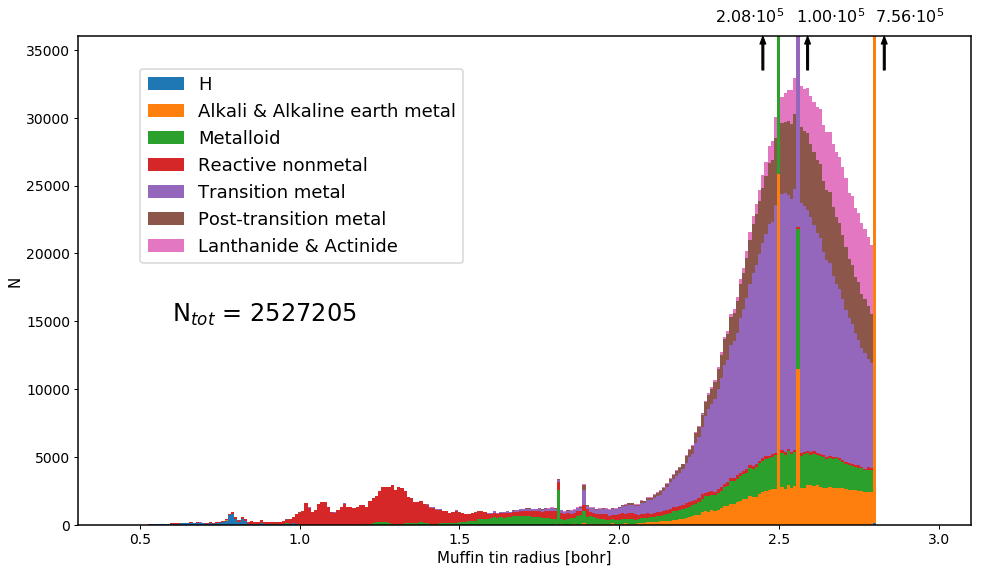 2.08·10⁵ 1.00·10⁵ 7.56·10⁵
35000
30000
25000
20000
15000
10000
5000
0
N
H
Alkali & Alkaline earth metal
Metalloid
Reactive nonmetal
Transition metal
Post-transition metal
Lanthanide & Actinide
N_tot = 2527205
0.5 1.0 1.5 2.0 2.5 3.0
Muffin tin radius [bohr]